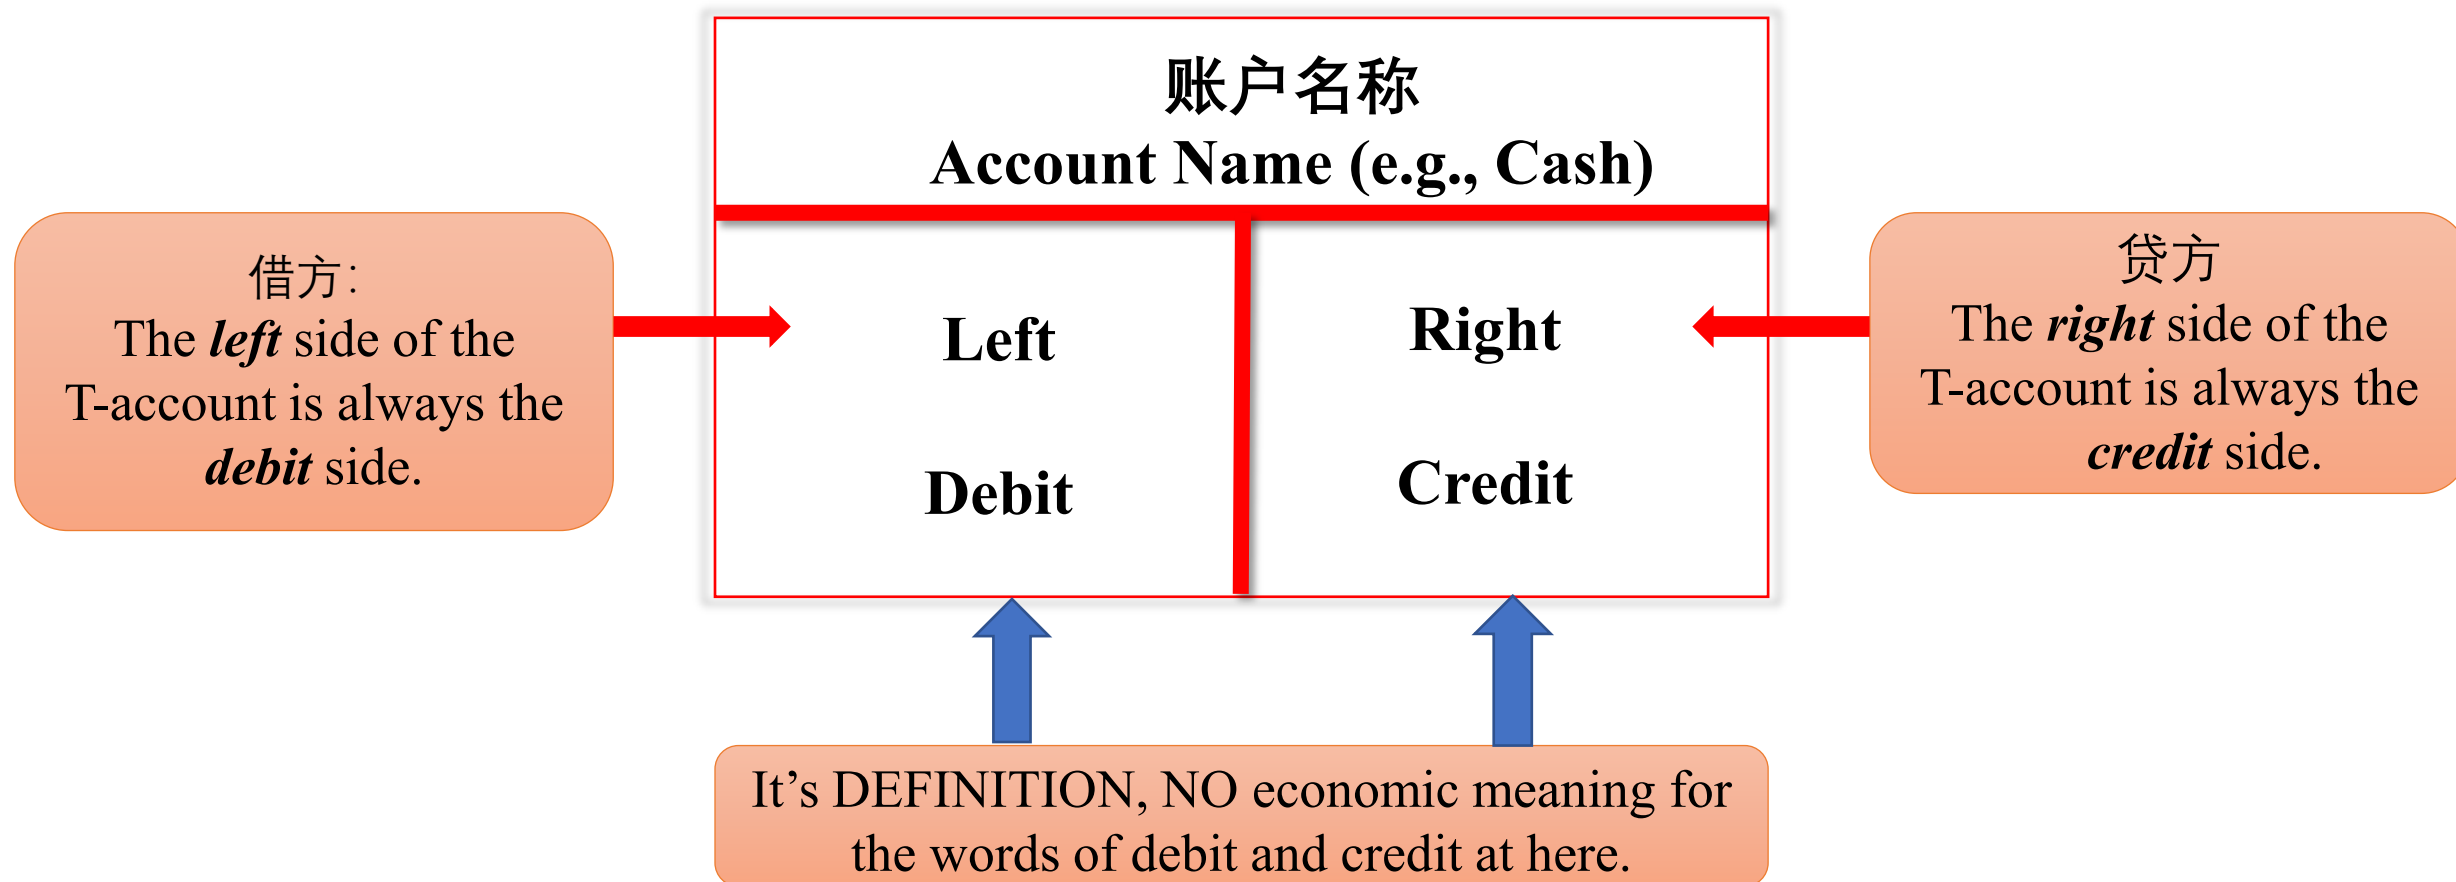 账户名称
Account Name (e.g., Cash)
借方：
The left side of the
T-account is always the
debit side.
Left
Debit
Right
Credit
贷方
The right side of the
T-account is always the
credit side.
It’s DEFINITION, NO economic meaning for
the words of debit and credit at here.